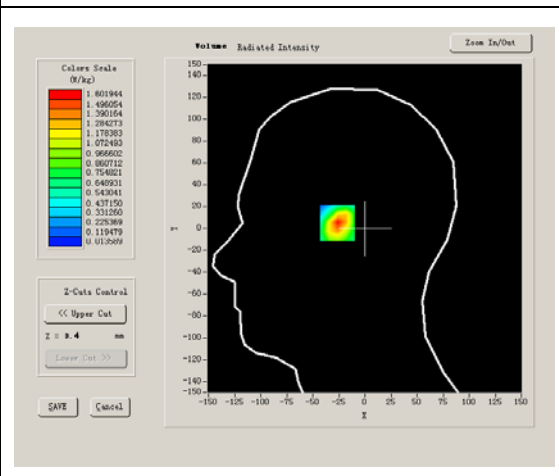 Volume Radiated Intensity
Zoom In/Out
Colors Scale
(W/kg)
1.601944
1.496054
1.390164
1.284273
1.178383
1.072493
0.966602
0.860712
0.754821
0.648931
0.543041
0.437150
0.331260
0.225369
0.119479
0.013589
Z-Cuts Control
<< Upper Cut
Z = 0.4 mm
Lower Cut >>
SAVE Cancel
150
140
120
100
80
60
40
20
Y 0
-20
-40
-60
-80
-100
-120
-140
-150
-150 -125 -100 -75 -50 -25 0 25 50 75 100 125 150
X